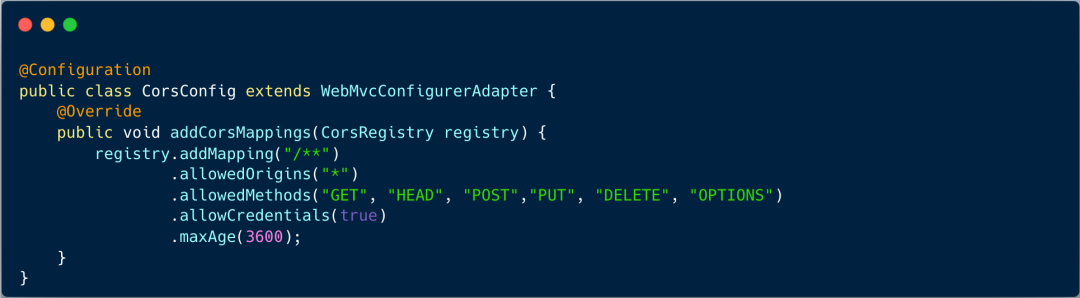 @Configuration
public class CorsConfig extends WebMvcConfigurerAdapter {
    @Override
    public void addCorsMappings(CorsRegistry registry) {
        registry.addMapping("/**")
                .allowedOrigins("*")
                .allowedMethods("GET", "HEAD", "POST","PUT", "DELETE", "OPTIONS")
                .allowCredentials(true)
                .maxAge(3600);
    }
}